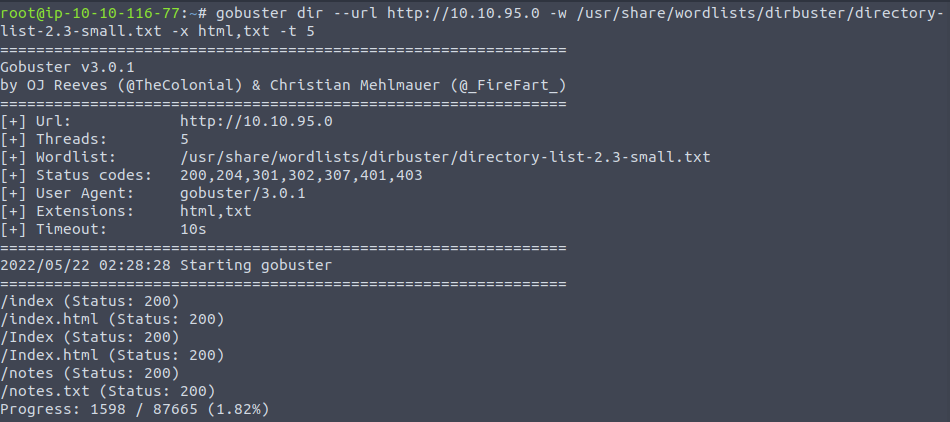 root@ip-10-10-116-77:~# gobuster dir --url http://10.10.95.0 -w /usr/share/wordlists/dirbuster/directory-
list-2.3-small.txt -x html,txt -t 5
===============================================================
Gobuster v3.0.1
by OJ Reeves (@TheColonial) & Christian Mehlmauer (@_FireFart_)
===============================================================
[+] Url:            http://10.10.95.0
[+] Threads:        5
[+] Wordlist:       /usr/share/wordlists/dirbuster/directory-list-2.3-small.txt
[+] Status codes:   200,204,301,302,307,401,403
[+] User Agent:     gobuster/3.0.1
[+] Extensions:     html,txt
[+] Timeout:        10s
===============================================================
2022/05/22 02:28:28 Starting gobuster
===============================================================
/index (Status: 200)
/index.html (Status: 200)
/Index (Status: 200)
/Index.html (Status: 200)
/notes (Status: 200)
/notes.txt (Status: 200)
Progress: 1598 / 87665 (1.82%)